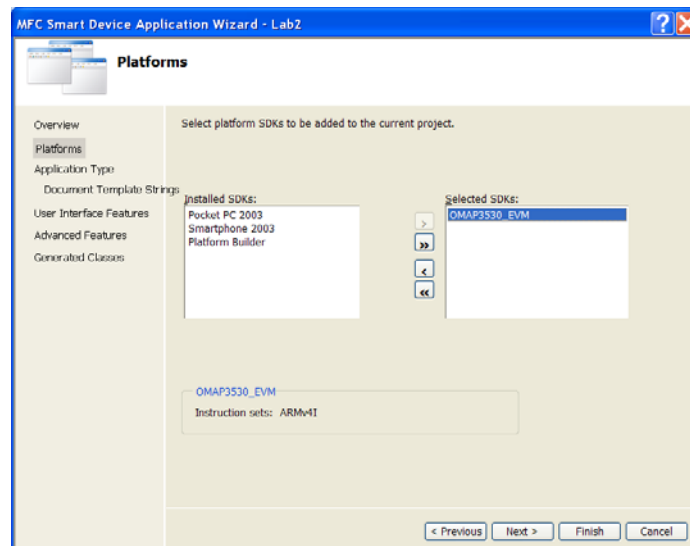 MFC Smart Device Application Wizard - Lab2
Platforms
Overview
Platforms
Application Type
Document Template Strings
User Interface Features
Advanced Features
Generated Classes
Select platform SDKs to be added to the current project.
Installed SDKs:
Pocket PC 2003
Smartphone 2003
Platform Builder
>
>>
<
<<
Selected SDKs:
OMAP3530_EVM
OMAP3530_EVM
Instruction sets: ARMv4I
< Previous
Next >
Finish
Cancel